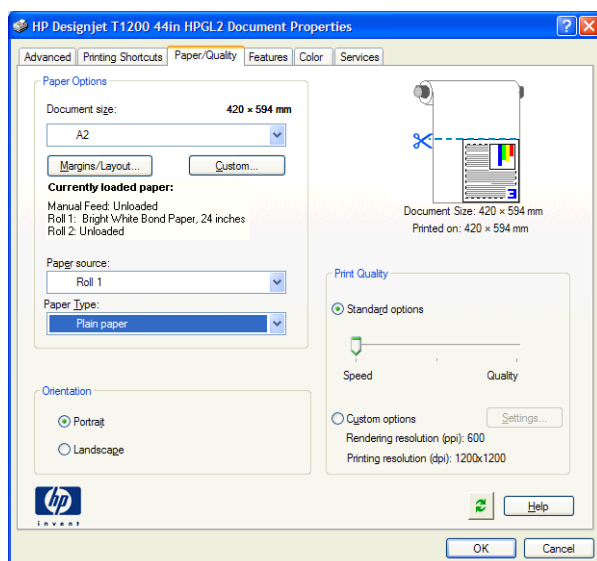 HP Designjet T1200 44in HPGL2 Document Properties
Advanced Printing Shortcuts Paper/Quality Features Color Services
Paper Options
Document size: 420 × 594 mm
A2
Margins/Layout... Custom...
Currently loaded paper:
Manual Feed: Unloaded
Roll 1: Bright White Bond Paper, 24 inches
Roll 2: Unloaded
Paper source:
Roll 1
Paper Type:
Plain paper
3
Document Size: 420 × 594 mm
Printed on: 420 × 594 mm
Print Quality
Standard options
Speed Quality
Custom options Settings...
Rendering resolution (ppi): 600
Printing resolution (dpi): 1200x1200
Orientation
Portrait
Landscape
hp
invent
Help
OK Cancel